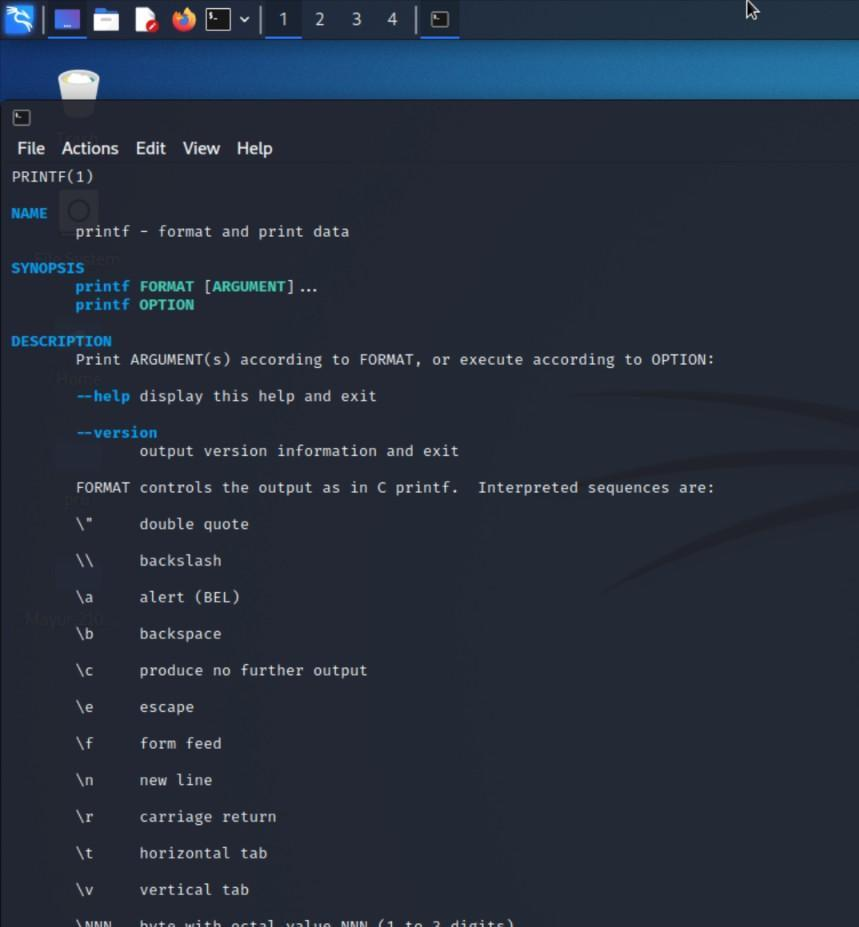 1 2 3 4
File Actions Edit View Help
PRINTF(1)
NAME
printf - format and print data
SYNOPSIS
printf FORMAT [ARGUMENT]...
printf OPTION
DESCRIPTION
Print ARGUMENT(s) according to FORMAT, or execute according to OPTION:
Home
--help display this help and exit
--version
output version information and exit
FORMAT controls the output as in C printf. Interpreted sequences are:
\" double quote
\\ backslash
\a alert (BEL)
\b backspace
\c produce no further output
\e escape
\f form feed
\n new line
\r carriage return
\t horizontal tab
\v vertical tab
\NNN byte with octal value NNN (1 to 3 digits)